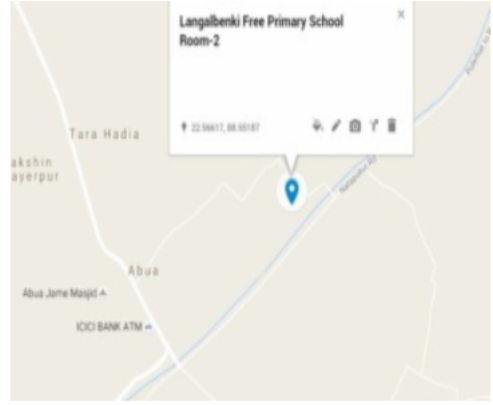 Langalbenki Free Primary School
Room-2
22.56617, 88.55187
Tara Hadia
akshin
ayerpur
Abua
Abua Jame Masjid
ICICI BANK ATM